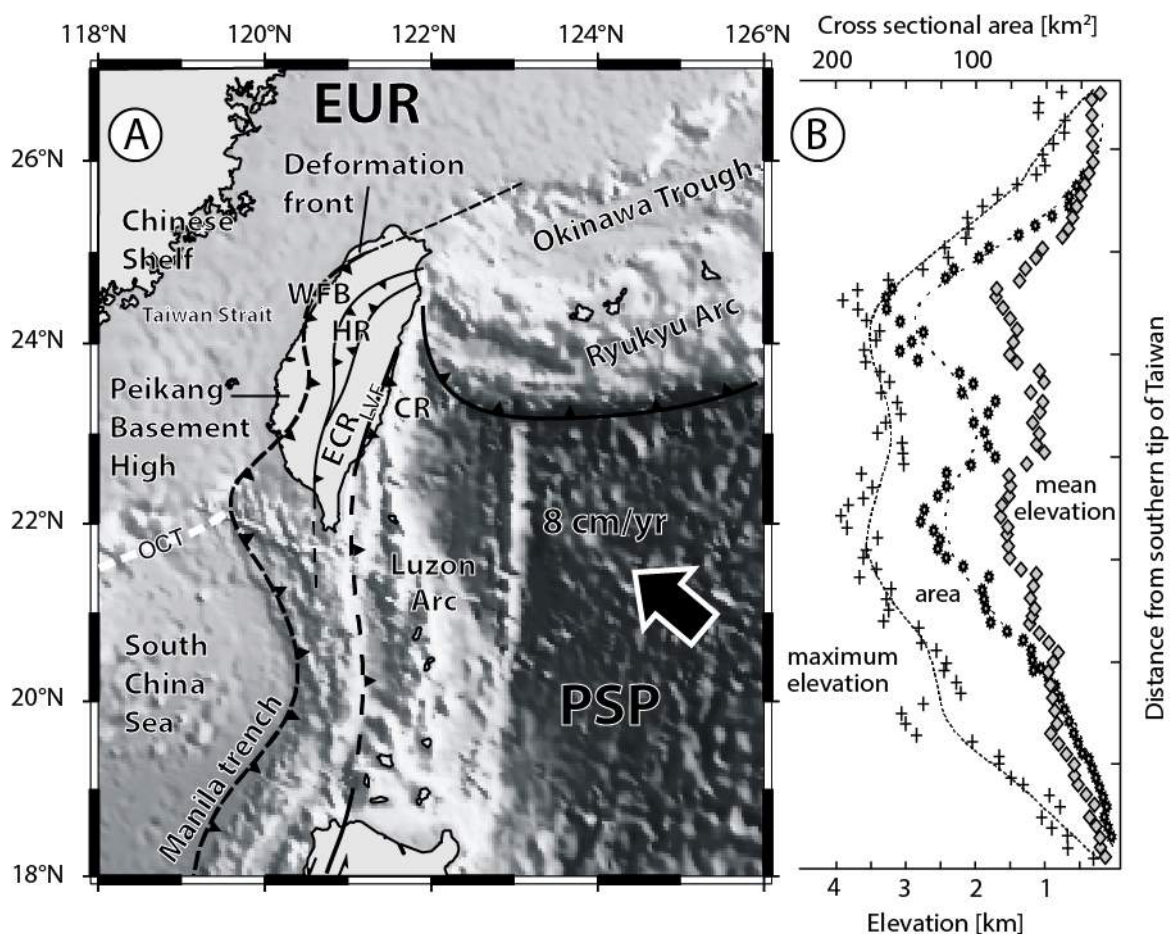 118°N 120°N 122°N 124°N 126°N
26°N
24°N
22°N
20°N
18°N
A
EUR
Deformation
front
Chinese
Shelf
Okinawa Trough
WFB
Taiwan Strait
HR
Ryukyu Arc
Peikang
Basement
High
ECR
LVF
CR
OCT
8 cm/yr
Luzon
Arc
South
China
Sea
PSP
Manila trench
Cross sectional area [km²]
200 100
B
mean
elevation
area
maximum
elevation
Distance from southern tip of Taiwan
4 3 2 1
Elevation [km]